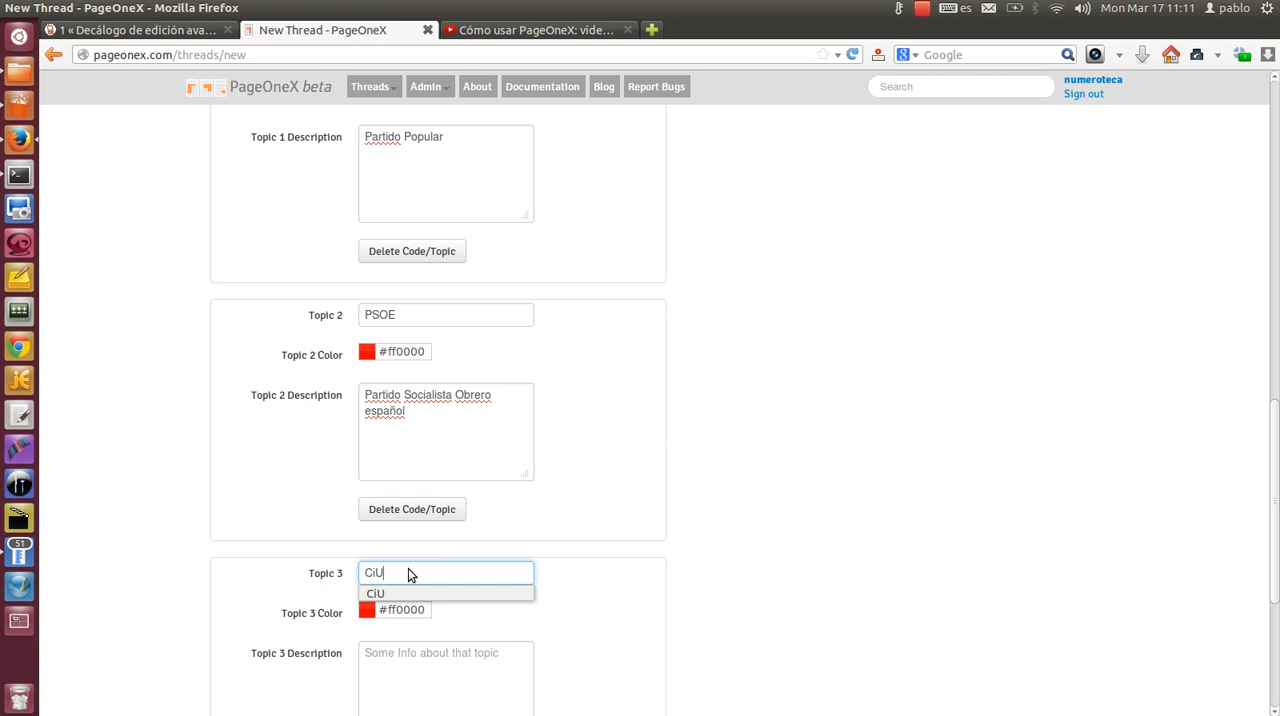 New Thread - PageOneX - Mozilla Firefox
es
Mon Mar 17 11:11
pablo
1 « Decálogo de edición ava...
New Thread - PageOneX
Cómo usar PageOneX: vide...
pageonex.com/threads/new
Google
PageOneX beta
Threads
Admin
About
Documentation
Blog
Report Bugs
Search
numeroteca
Sign out
Topic 1 Description
Partido Popular
Delete Code/Topic
Topic 2
PSOE
Topic 2 Color
#ff0000
Topic 2 Description
Partido Socialista Obrero
español
Delete Code/Topic
Topic 3
CiU
CiU
Topic 3 Color
#ff0000
Topic 3 Description
Some Info about that topic
51